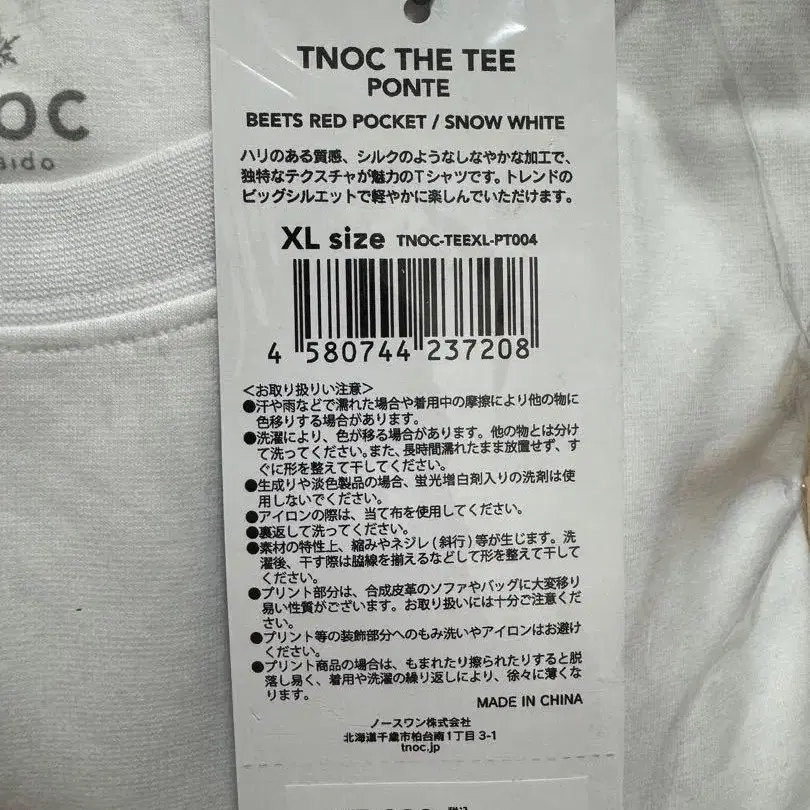 TNOC THE TEE
PONTE
BEETS RED POCKET / SNOW WHITE
ハリのある質感、シルクのようなしなやかな加工で、
独特なテクスチャが魅力のTシャツです。トレンドの
ビッグシルエットで軽やかに楽しんでいただけます。
XL size TNOC-TEEXL-PT004
4 580744 237208
<お取り扱りい注意>
●汗や雨などで濡れた場合や着用中の摩擦により他の物に
色移りする場合があります。
●洗濯により、色が移る場合があります。他の物とは分け
て洗ってください。また、長時間濡れたまま放置せず、す
ぐに形を整えて干してください。
●生成りや淡色製品の場合、蛍光増白剤入りの洗剤は使
用しないでください。
●アイロンの際は、当て布を使用してください。
●裏返して洗ってください。
●素材の特性上、縮みやネジレ(斜行)等が生じます。洗
濯後、干す際は脇線を揃えるなどして形を整えて干して
ください。
●プリント部分は、合成皮革のソファやバッグに大変移り
易い性質がございます。お取り扱いには十分ご注意くだ
さい。
●プリント等の装飾部分へのもみ洗いやアイロンはお避け
ください。
●プリント商品の場合は、もまれたり擦られたりすると脱
落し易く、着用や洗濯の繰り返しにより、徐々に薄くな
ります。
MADE IN CHINA
ノースワン株式会社
北海道千歳市柏台南1丁目3-1
tnoc.jp